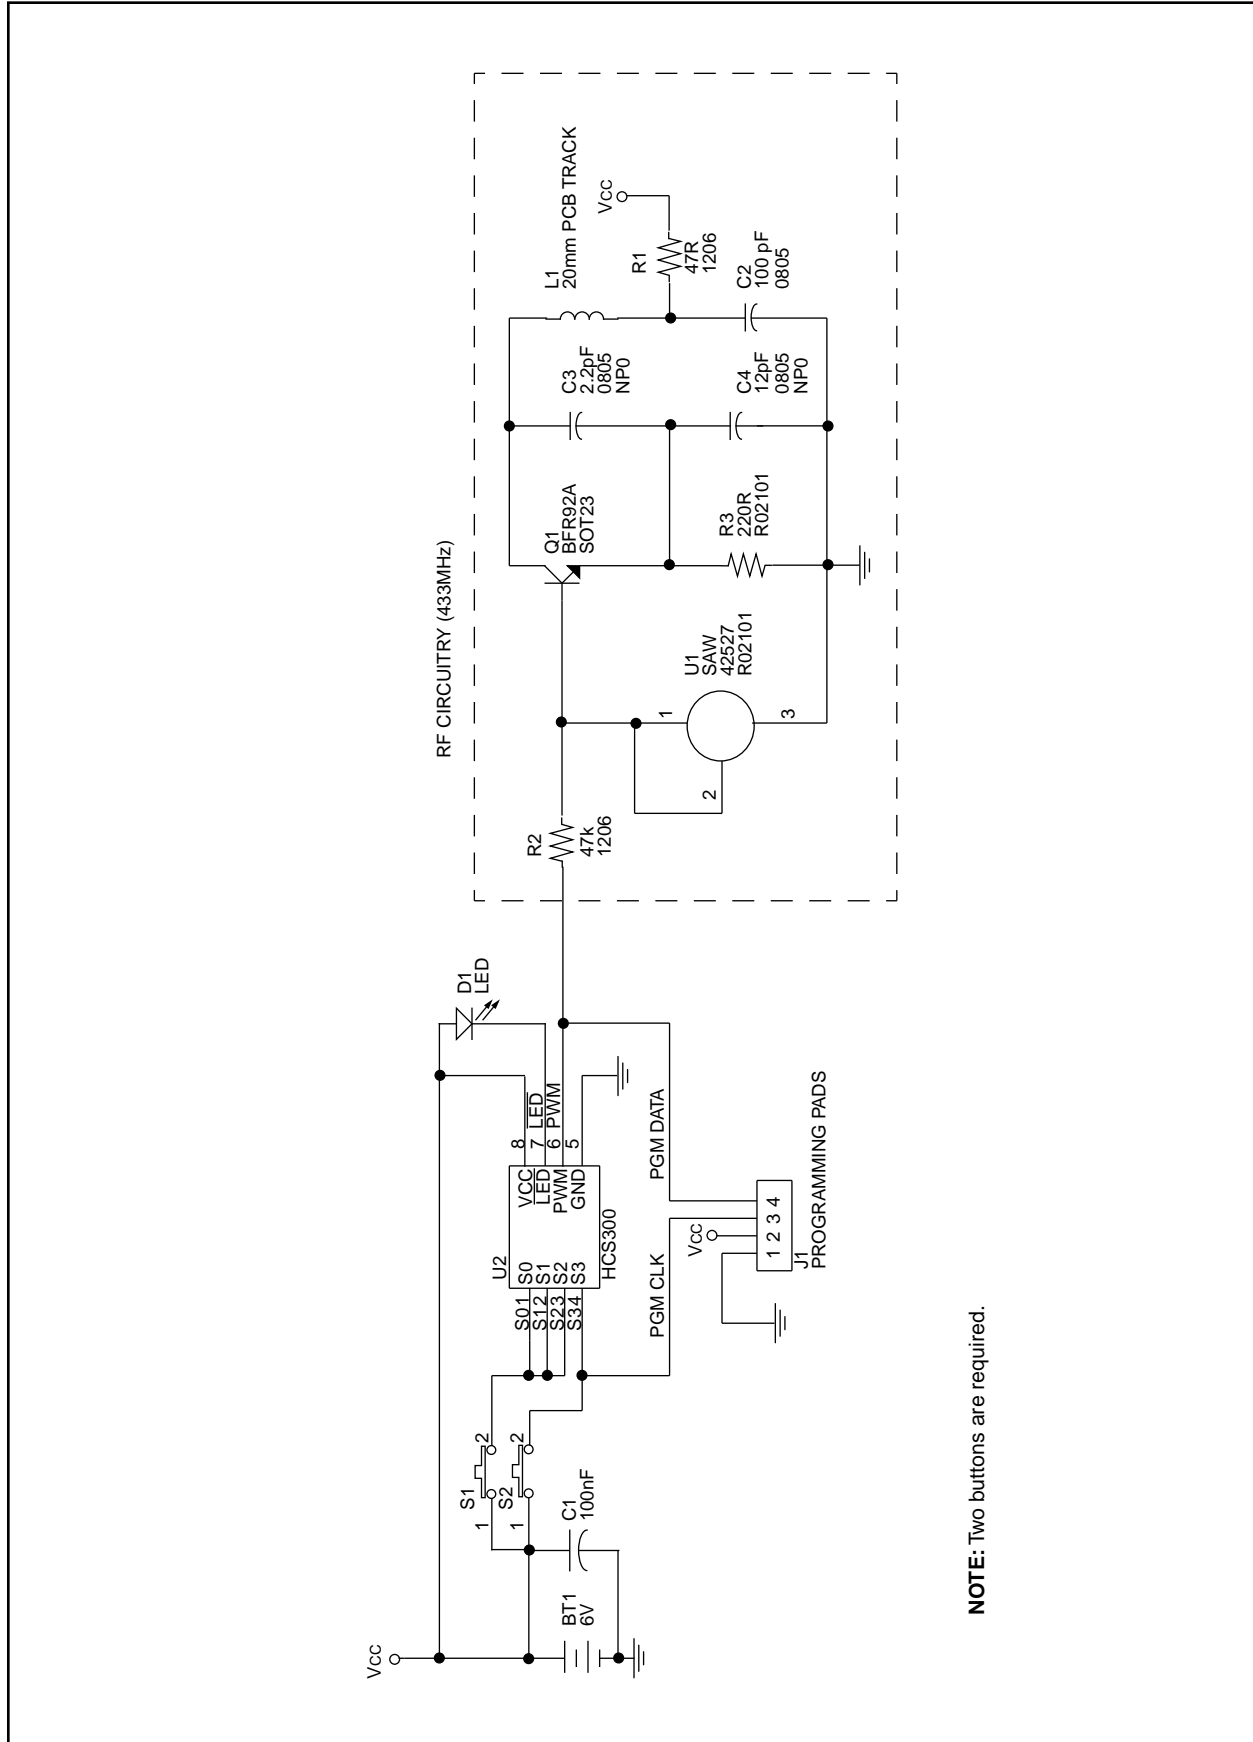 RF CIRCUITRY (433MHz)
VCC
BT1
6V
C1
100nF
S1
1
2
S2
1
2
U2
S01
S12
S23
S34
S0
S1
S2
S3
VCC
LED
PWM
GND
HCS300
8
7
6
5
LED
PWM
D1
LED
PGM CLK
PGM DATA
VCC
1 2 3 4
J1
PROGRAMMING PADS
R2
47k
1206
1
2
3
U1
SAW
42527
R02101
Q1
BFR92A
SOT23
R3
220R
R02101
C3
2.2pF
0805
NP0
C4
12pF
0805
NP0
L1
20mm PCB TRACK
VCC
R1
47R
1206
C2
100 pF
0805
NOTE: Two buttons are required.